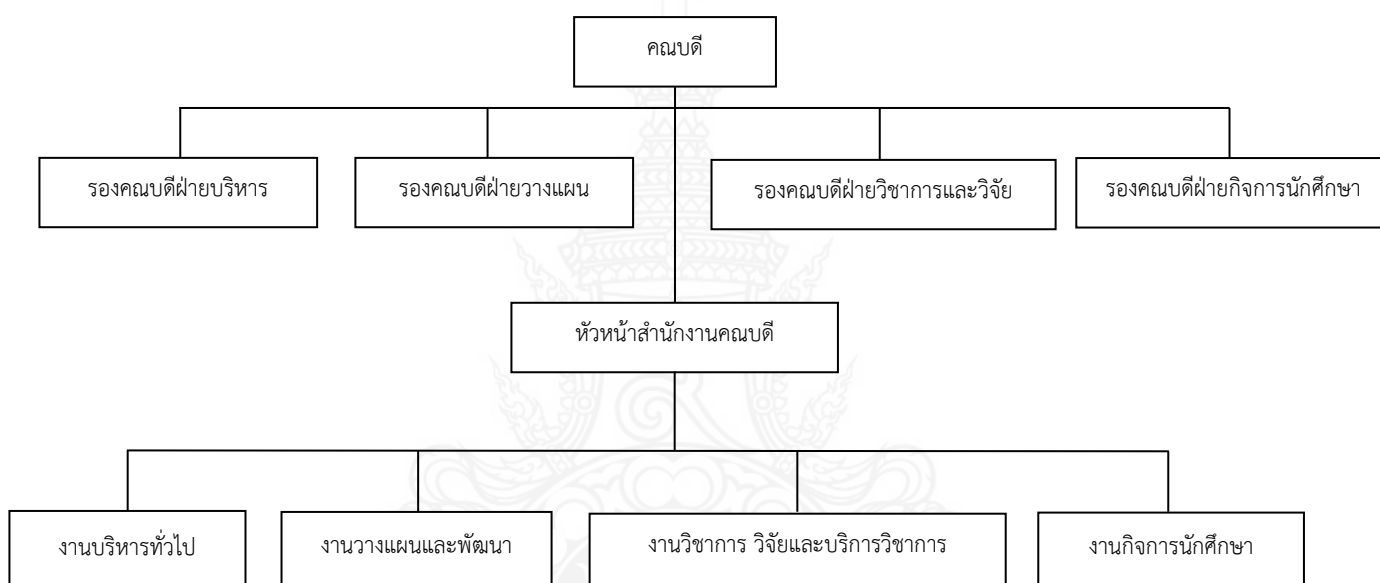 คณบดี
รองคณบดีฝ่ายบริหาร
รองคณบดีฝ่ายวางแผน
รองคณบดีฝ่ายวิชาการและวิจัย
รองคณบดีฝ่ายกิจการนักศึกษา
หัวหน้าสำนักงานคณบดี
งานบริหารทั่วไป
งานวางแผนและพัฒนา
งานวิชาการ วิจัยและบริการวิชาการ
งานกิจการนักศึกษา